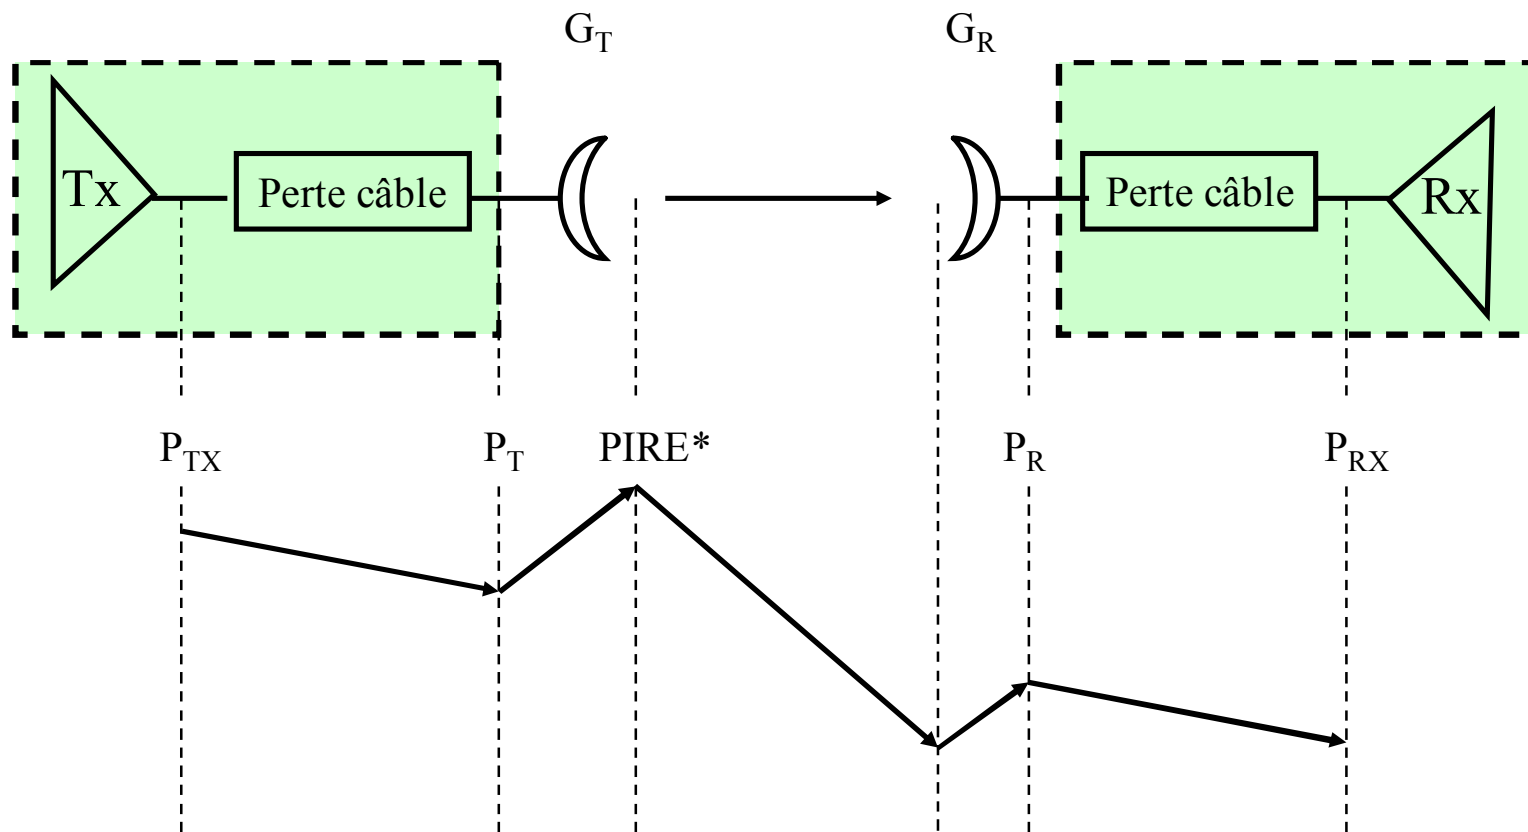 G_T G_R
Tx Perte câble Perte câble Rx
P_TX P_T PIRE* P_R P_RX